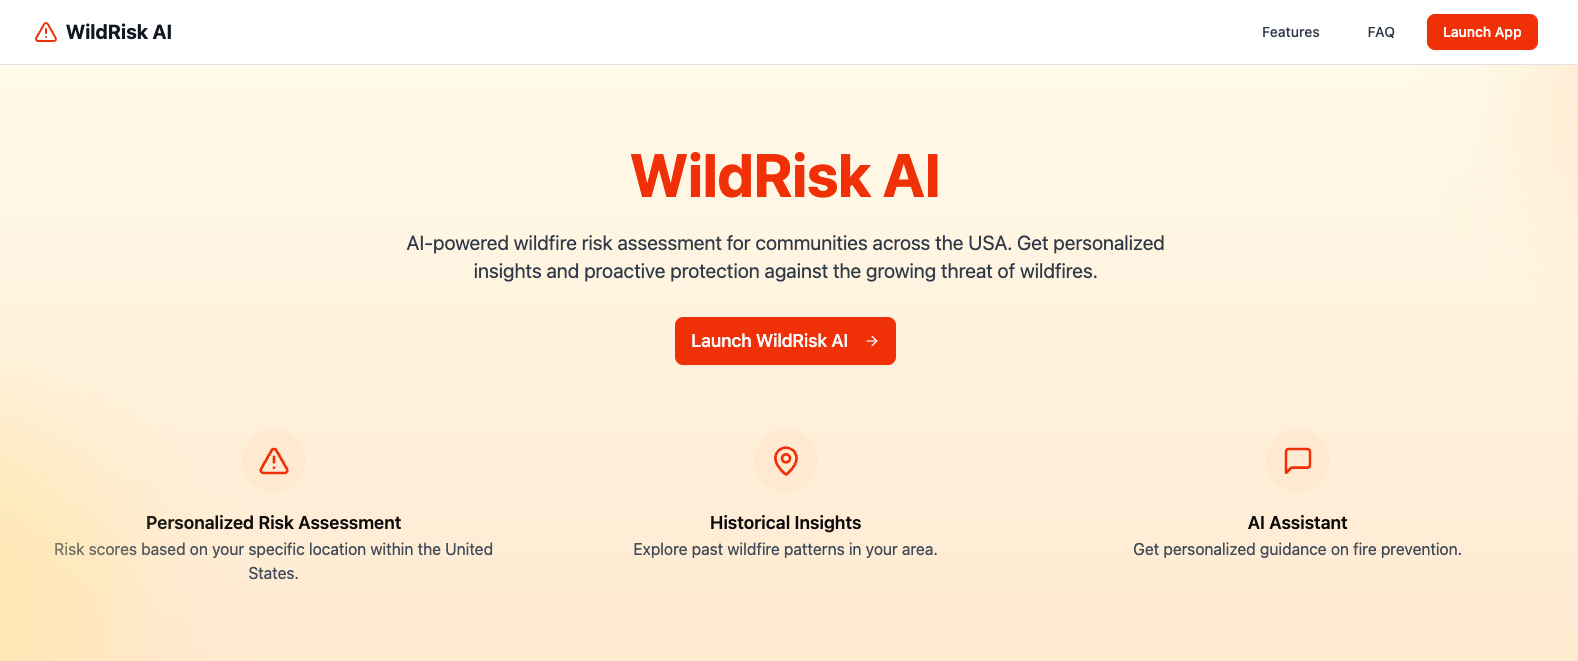 WildRisk AI
Features
FAQ
Launch App
WildRisk AI
AI-powered wildfire risk assessment for communities across the USA. Get personalized
insights and proactive protection against the growing threat of wildfires.
Launch WildRisk AI →
Personalized Risk Assessment
Risk scores based on your specific location within the United
States.
Historical Insights
Explore past wildfire patterns in your area.
AI Assistant
Get personalized guidance on fire prevention.